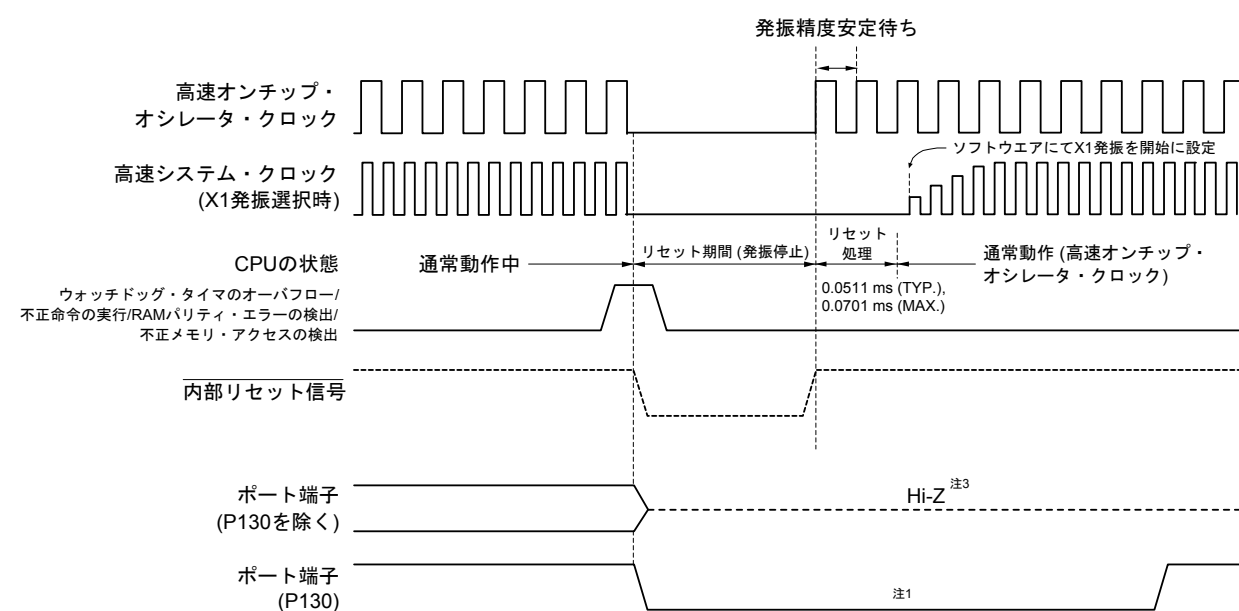 発振精度安定待ち
高速オンチップ・
オシレータ・クロック
ソフトウエアにてX1発振を開始に設定
高速システム・クロック
(X1発振選択時)
CPUの状態
通常動作中
リセット期間 (発振停止)
リセット
処理
0.0511 ms (TYP.),
0.0701 ms (MAX.)
通常動作 (高速オンチップ・
オシレータ・クロック)
ウォッチドッグ・タイマのオーバフロー/
不正命令の実行/RAMパリティ・エラーの検出/
不正メモリ・アクセスの検出
内部リセット信号
ポート端子
(P130を除く)
Hi-Z 注3
ポート端子
(P130)
注1